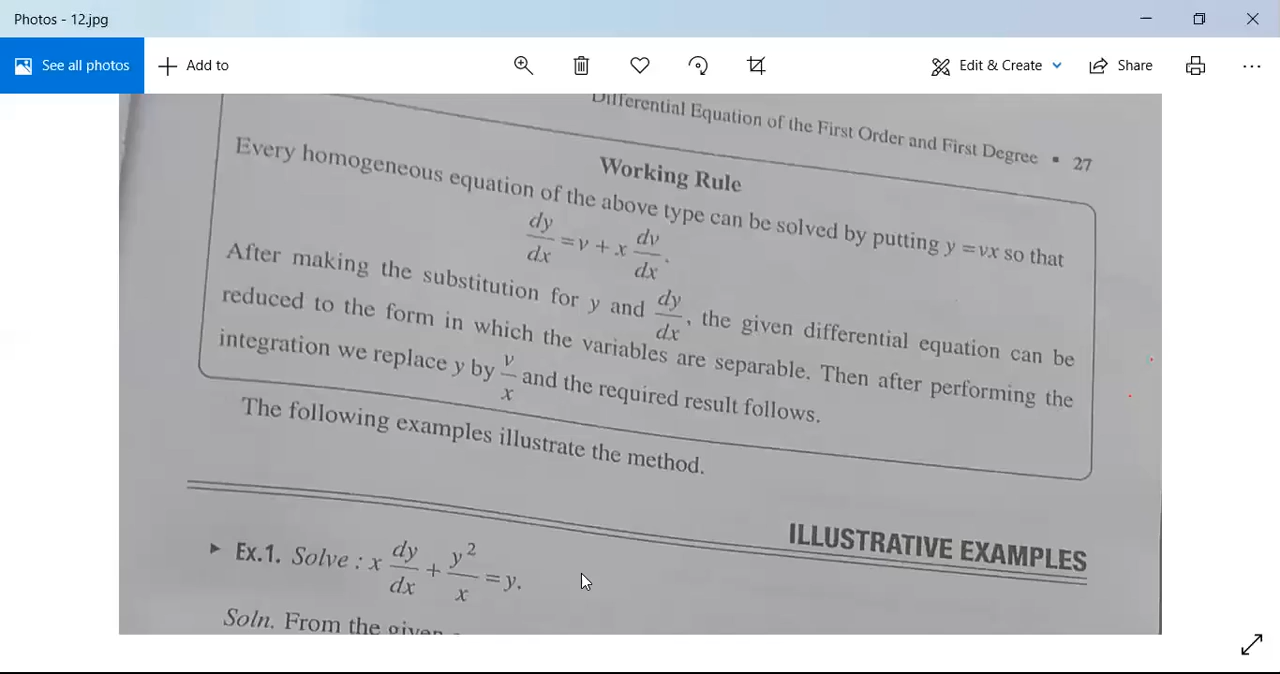 Photos - 12.jpg
See all photos
Add to
Edit & Create
Share
Differential Equation of the First Order and First Degree ▪ 27
Working Rule
Every homogeneous equation of the above type can be solved by putting y = vx so that
dy/dx = v + x dv/dx.
After making the substitution for y and dy/dx, the given differential equation can be
reduced to the form in which the variables are separable. Then after performing the
integration we replace y by v/x and the required result follows.
The following examples illustrate the method.
ILLUSTRATIVE EXAMPLES
▶ Ex.1. Solve : x dy/dx + y²/x = y.
Soln. From the given